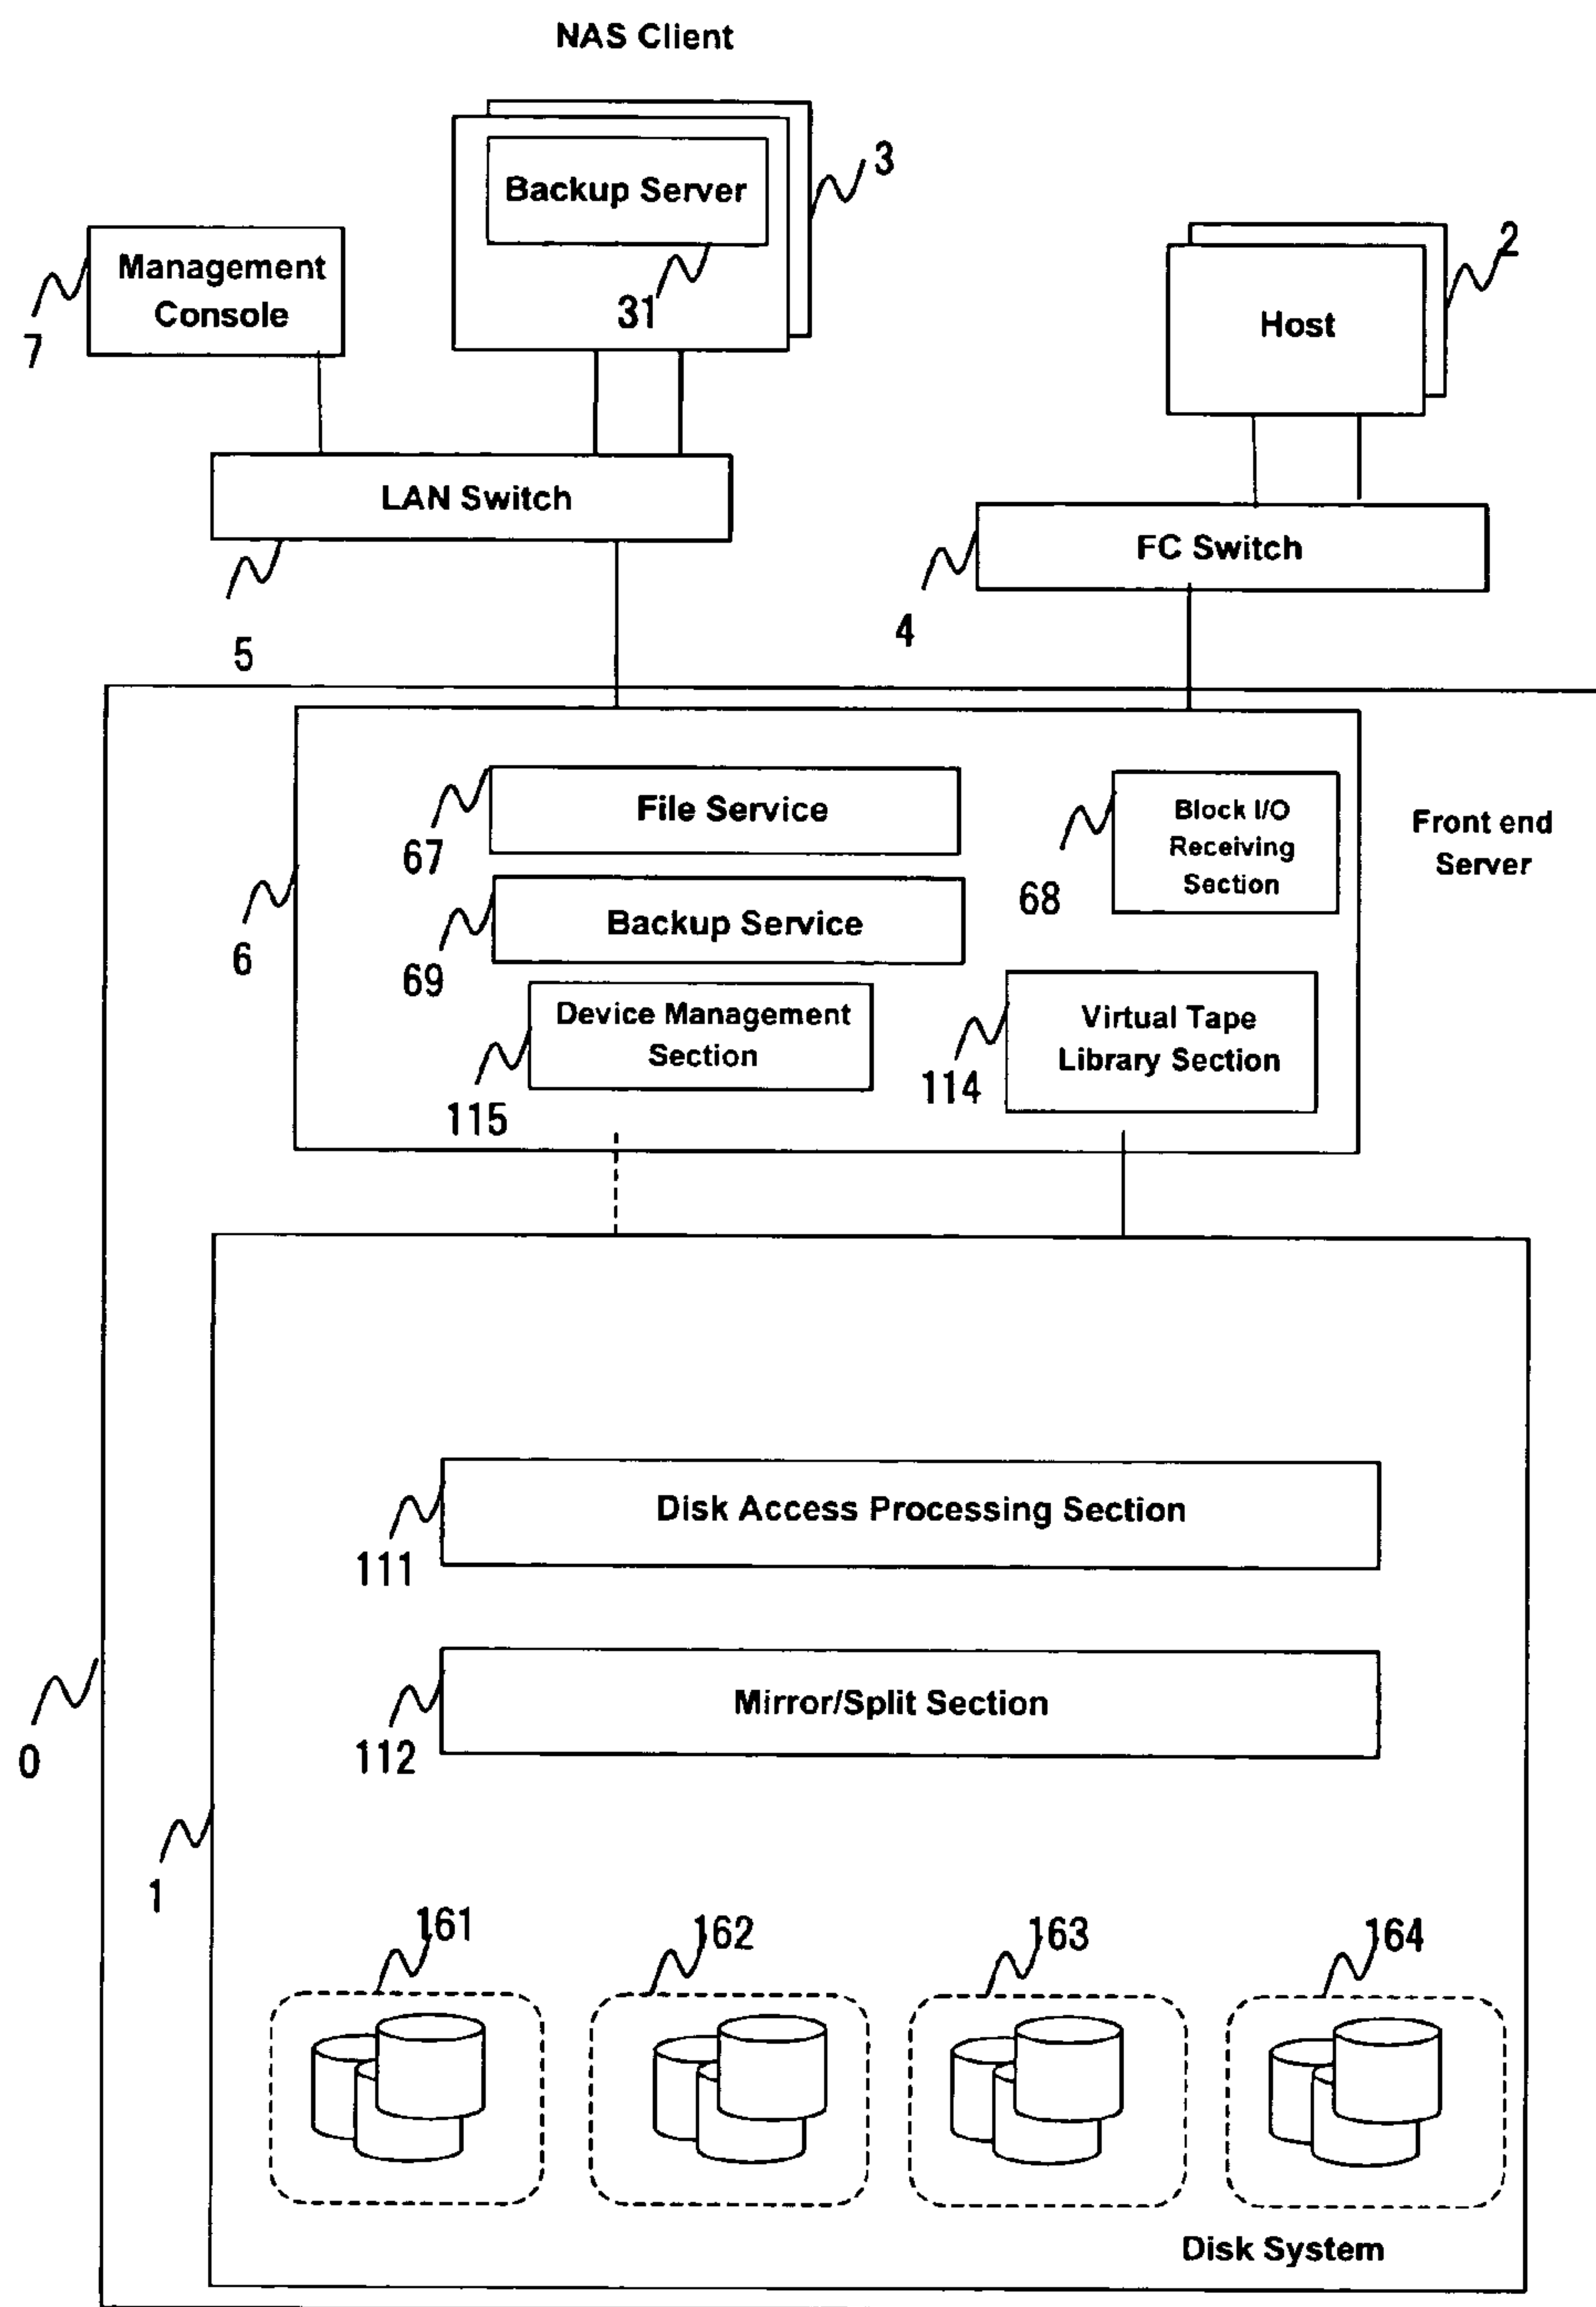 NAS Client
Backup Server
3
31
Management
Console
7
Host
2
LAN Switch
5
FC Switch
4
File Service
67
Block I/O
Receiving
Section
68
Front end
Server
Backup Service
69
6
Device Management
Section
115
Virtual Tape
Library Section
114
Disk Access Processing Section
111
Mirror/Split Section
112
0
1
161
162
163
164
Disk System